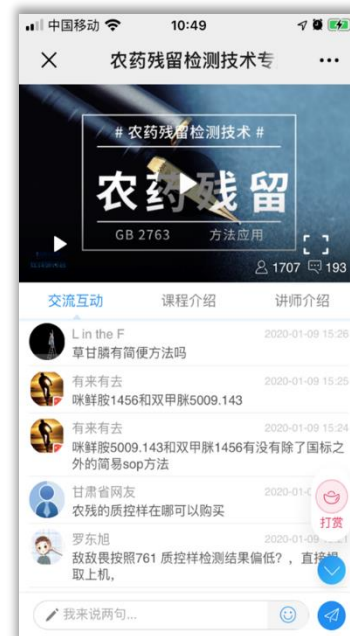 中国移动 10:49
农药残留检测技术专
# 农药残留检测技术 #
农药残留
GB 2763 方法应用
1707 193
交流互动 课程介绍 讲师介绍
L in the F 2020-01-09 15:26
草甘膦有简便方法吗
有来有去 2020-01-09 15:25
咪鲜胺1456和双甲脒5009.143
有来有去 2020-01-09 15:24
咪鲜胺5009.143和双甲脒1456有没有除了国标之
外的简易sop方法
甘肃省网友 2020-01-0
农残的质控样在哪可以购买
打赏
罗东旭 2020-01-09
敌敌畏按照761 质控样检测结果偏低?,直接
取上机,
我来说两句...